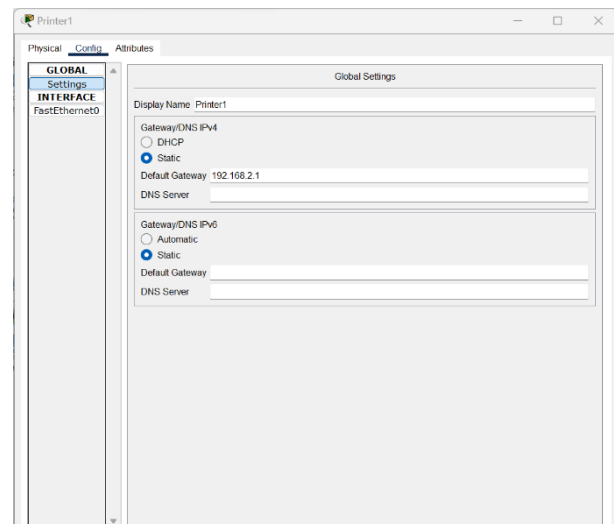 Printer1
Physical Config Attributes
GLOBAL
Settings
INTERFACE
FastEthernet0
Global Settings
Display Name Printer1
Gateway/DNS IPv4
DHCP
Static
Default Gateway 192.168.2.1
DNS Server
Gateway/DNS IPv6
Automatic
Static
Default Gateway
DNS Server